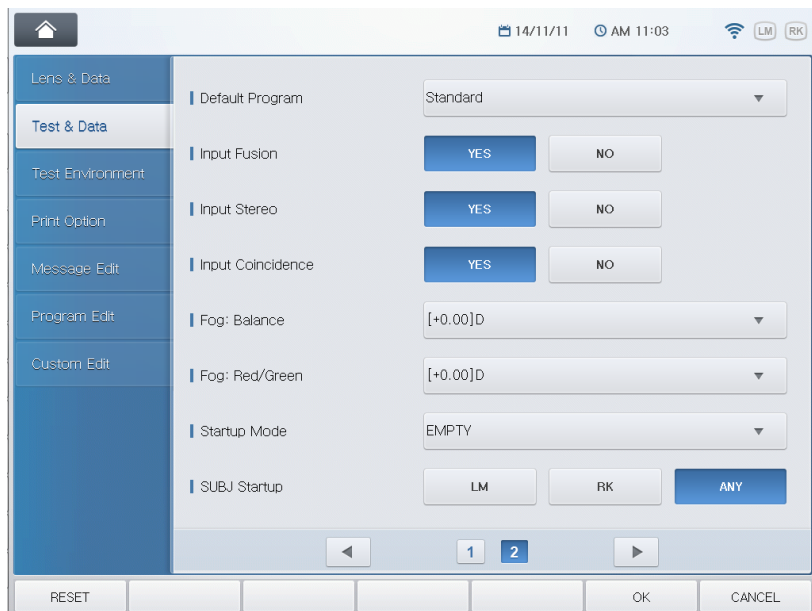 14/11/11 AM 11:03 LM RK
Lens & Data
Test & Data
Test Environment
Print Option
Message Edit
Program Edit
Custom Edit
Default Program Standard
Input Fusion YES NO
Input Stereo YES NO
Input Coincidence YES NO
Fog: Balance [+0.00]D
Fog: Red/Green [+0.00]D
Startup Mode EMPTY
SUBJ Startup LM RK ANY
1 2
RESET OK CANCEL